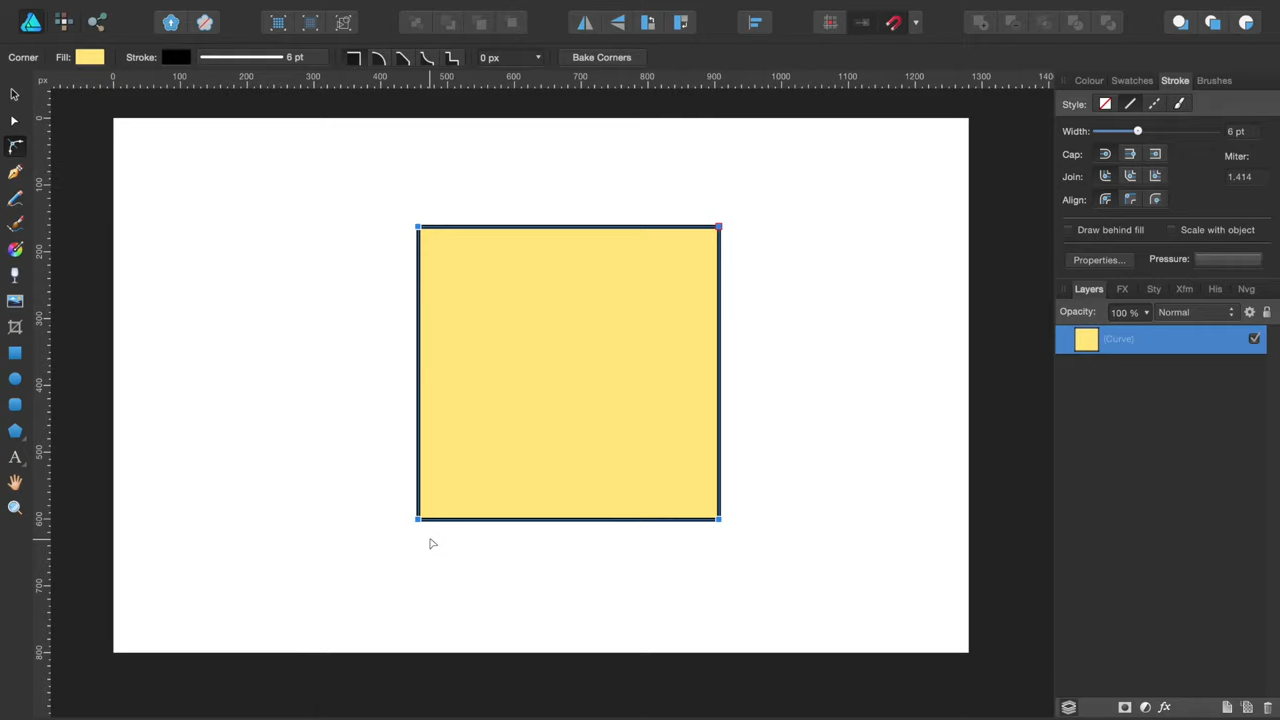 Corner Fill: Stroke: 6 pt 0 px Bake Corners
px 0 100 200 300 400 500 600 700 800 900 1000 1100 1200 1300 140
Colour Swatches Stroke Brushes
Style:
Width: 6 pt
Cap: Miter:
Join: 1.414
Align:
Draw behind fill Scale with object
Properties... Pressure:
Layers FX Sty Xfm His Nvg
Opacity: 100 % Normal
(Curve)
0
100
200
300
400
500
600
700
800
A
fx